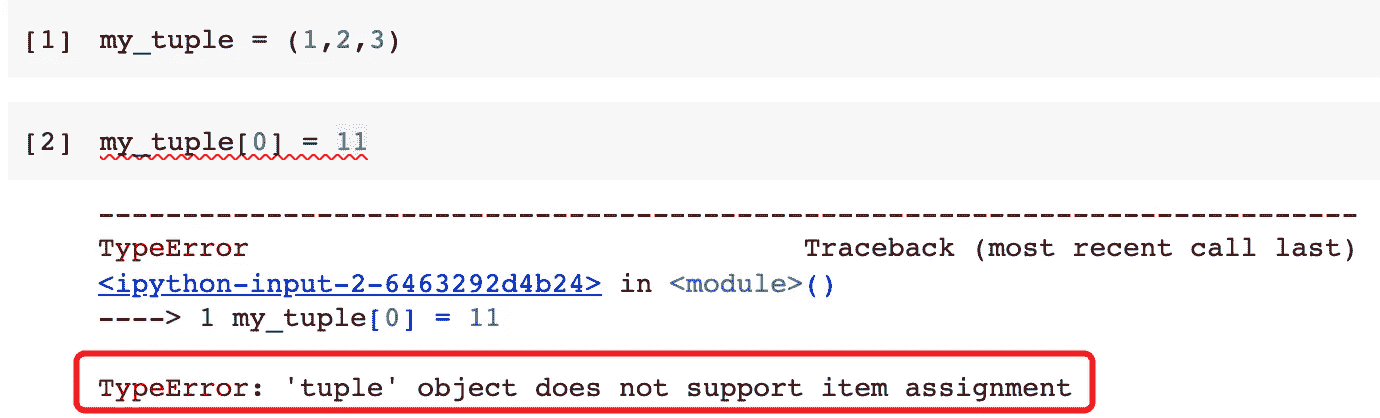 [1] my_tuple = (1,2,3)
[2] my_tuple[0] = 11
---------------------------------------------------------------------------
TypeError Traceback (most recent call last)
<ipython-input-2-6463292d4b24> in <module>()
----> 1 my_tuple[0] = 11
TypeError: 'tuple' object does not support item assignment